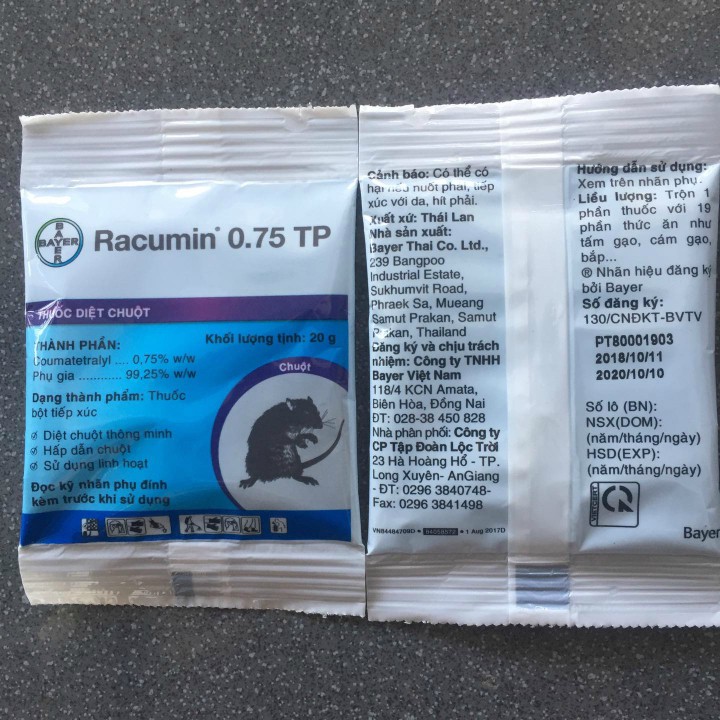 BAYER
BAYER
Racumin® 0.75 TP
THUỐC DIỆT CHUỘT
THÀNH PHẦN:
Coumatetralyl .... 0,75% w/w
Phụ gia ............ 99,25% w/w
Khối lượng tịnh: 20 g
Chuột
Dạng thành phẩm: Thuốc
bột tiếp xúc
Diệt chuột thông minh
Hấp dẫn chuột
Sử dụng linh hoạt
Đọc kỹ nhãn phụ đính
kèm trước khi sử dụng
Cảnh báo: Có thể có
hại nếu nuốt phải, tiếp
xúc với da, hít phải.
Xuất xứ: Thái Lan
Nhà sản xuất:
Bayer Thai Co. Ltd.,
239 Bangpoo
Industrial Estate,
Sukhumvit Road,
Phraek Sa, Mueang
Samut Prakan, Samut
Prakan, Thailand
Đăng ký và chịu trách
nhiệm: Công ty TNHH
Bayer Việt Nam
118/4 KCN Amata,
Biên Hòa, Đồng Nai
ĐT: 028-38 450 828
Nhà phân phối: Công ty
CP Tập Đoàn Lộc Trời
23 Hà Hoàng Hổ - TP.
Long Xuyên- AnGiang
- ĐT: 0296 3840748-
Fax: 0296 3841498
1 Aug 2017D
Hướng dẫn sử dụng:
Xem trên nhãn phụ.
Liều lượng: Trộn 1
phần thuốc với 19
phần thức ăn như
tấm gạo, cám gạo,
bắp...
® Nhãn hiệu đăng ký
bởi Bayer
Số đăng ký:
130/CNĐKT-BVTV
PT80001903
2018/10/11
2020/10/10
Số lô (BN):
NSX(DOM):
(năm/tháng/ngày)
HSD(EXP):
(năm/tháng/ngày)
VIETCERT
Bayer